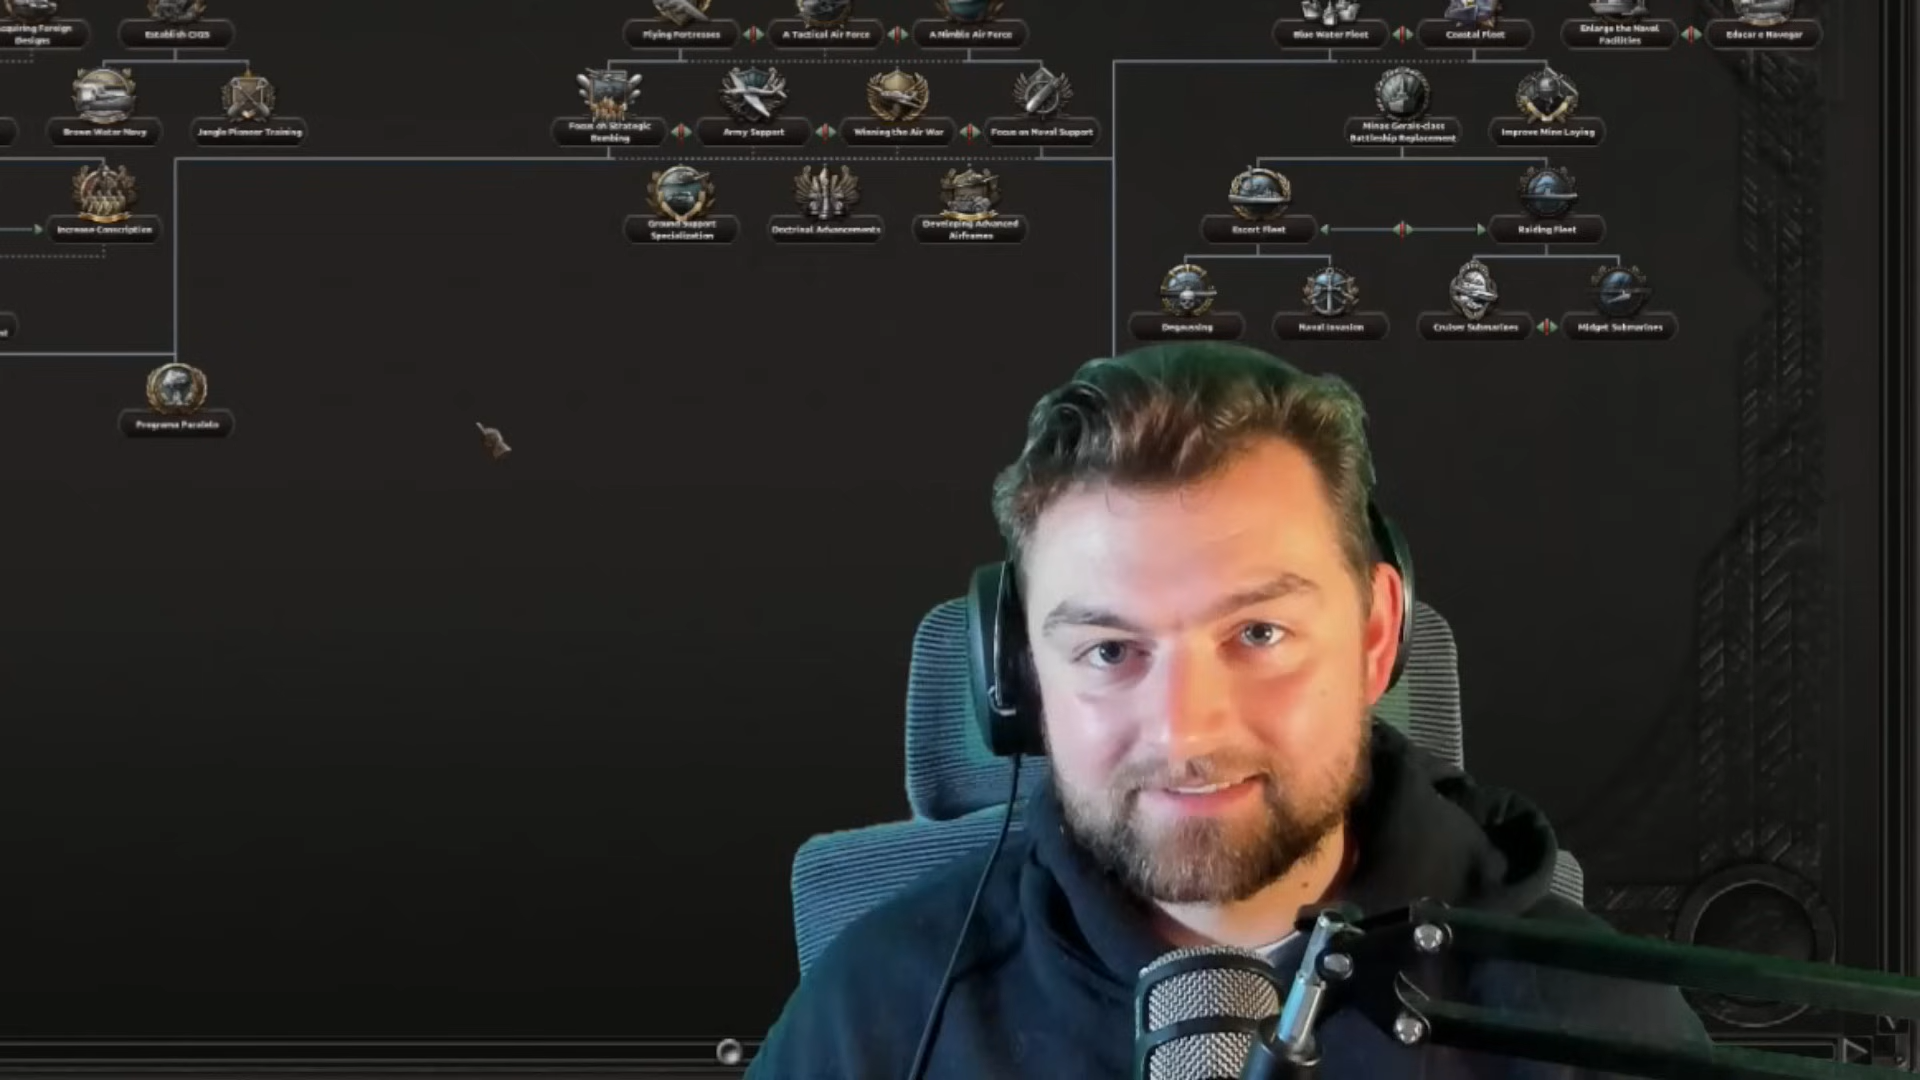 Acquiring Foreign
Designs
Establish CIGS
Flying Fortresses
A Tactical Air Force
A Nimble Air Force
Blue Water Fleet
Coastal Fleet
Enlarge the Naval
Facilities
Educar e Navegar
Brown Water Navy
Jungle Pioneer Training
Focus on Strategic
Bombing
Army Support
Winning the Air War
Focus on Naval Support
Minas Gerais-class
Battleship Replacement
Improve Mine Laying
Increase Conscription
Ground Support
Specialization
Doctrinal Advancements
Developing Advanced
Airframes
Escort Fleet
Raiding Fleet
Degaussing
Naval Invasion
Cruiser Submarines
Midget Submarines
Programa Paralelo